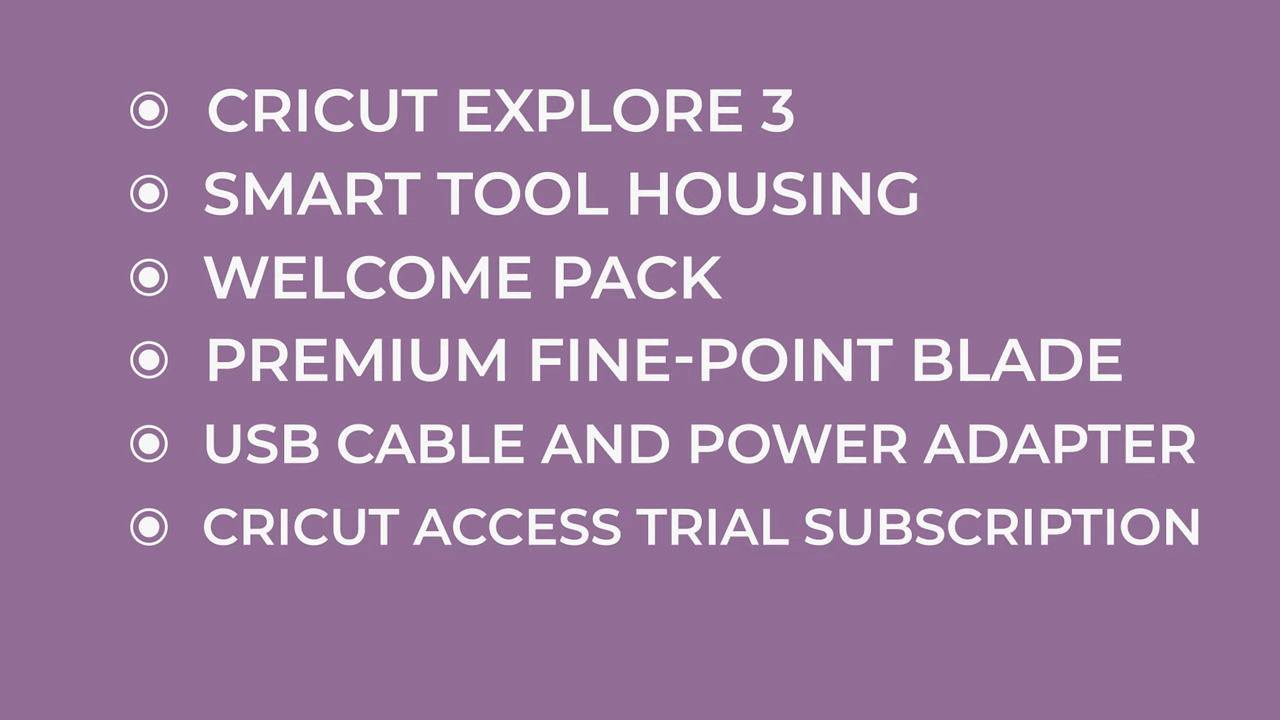 CRICUT EXPLORE 3
SMART TOOL HOUSING
WELCOME PACK
PREMIUM FINE-POINT BLADE
USB CABLE AND POWER ADAPTER
CRICUT ACCESS TRIAL SUBSCRIPTION